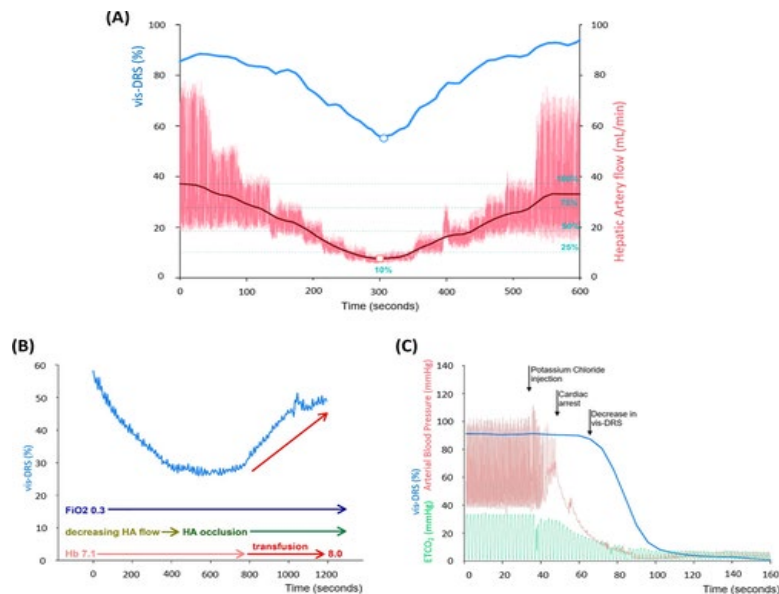 (A)
100
80
60
40
20
0
vis-DRS (%)
100
80
60
40
20
0
Hepatic Artery flow (mL/min)
100%
75%
50%
25%
10%
0 100 200 300 400 500 600
Time (seconds)
(B)
60
50
40
30
20
10
0
vis-DRS (%)
FiO2 0.3
decreasing HA flow HA occlusion
Hb 7.1 transfusion 8.0
0 200 400 600 800 1000 1200
Time (seconds)
(C)
140
120
100
80
60
40
20
0
vis-DRS (%)
Arterial Blood Pressure (mmHg)
ETCO2 (mmHg)
Potassium Chloride
injection
Cardiac
arrest
Decrease in
vis-DRS
0 20 40 60 80 100 120 140 160
Time (seconds)